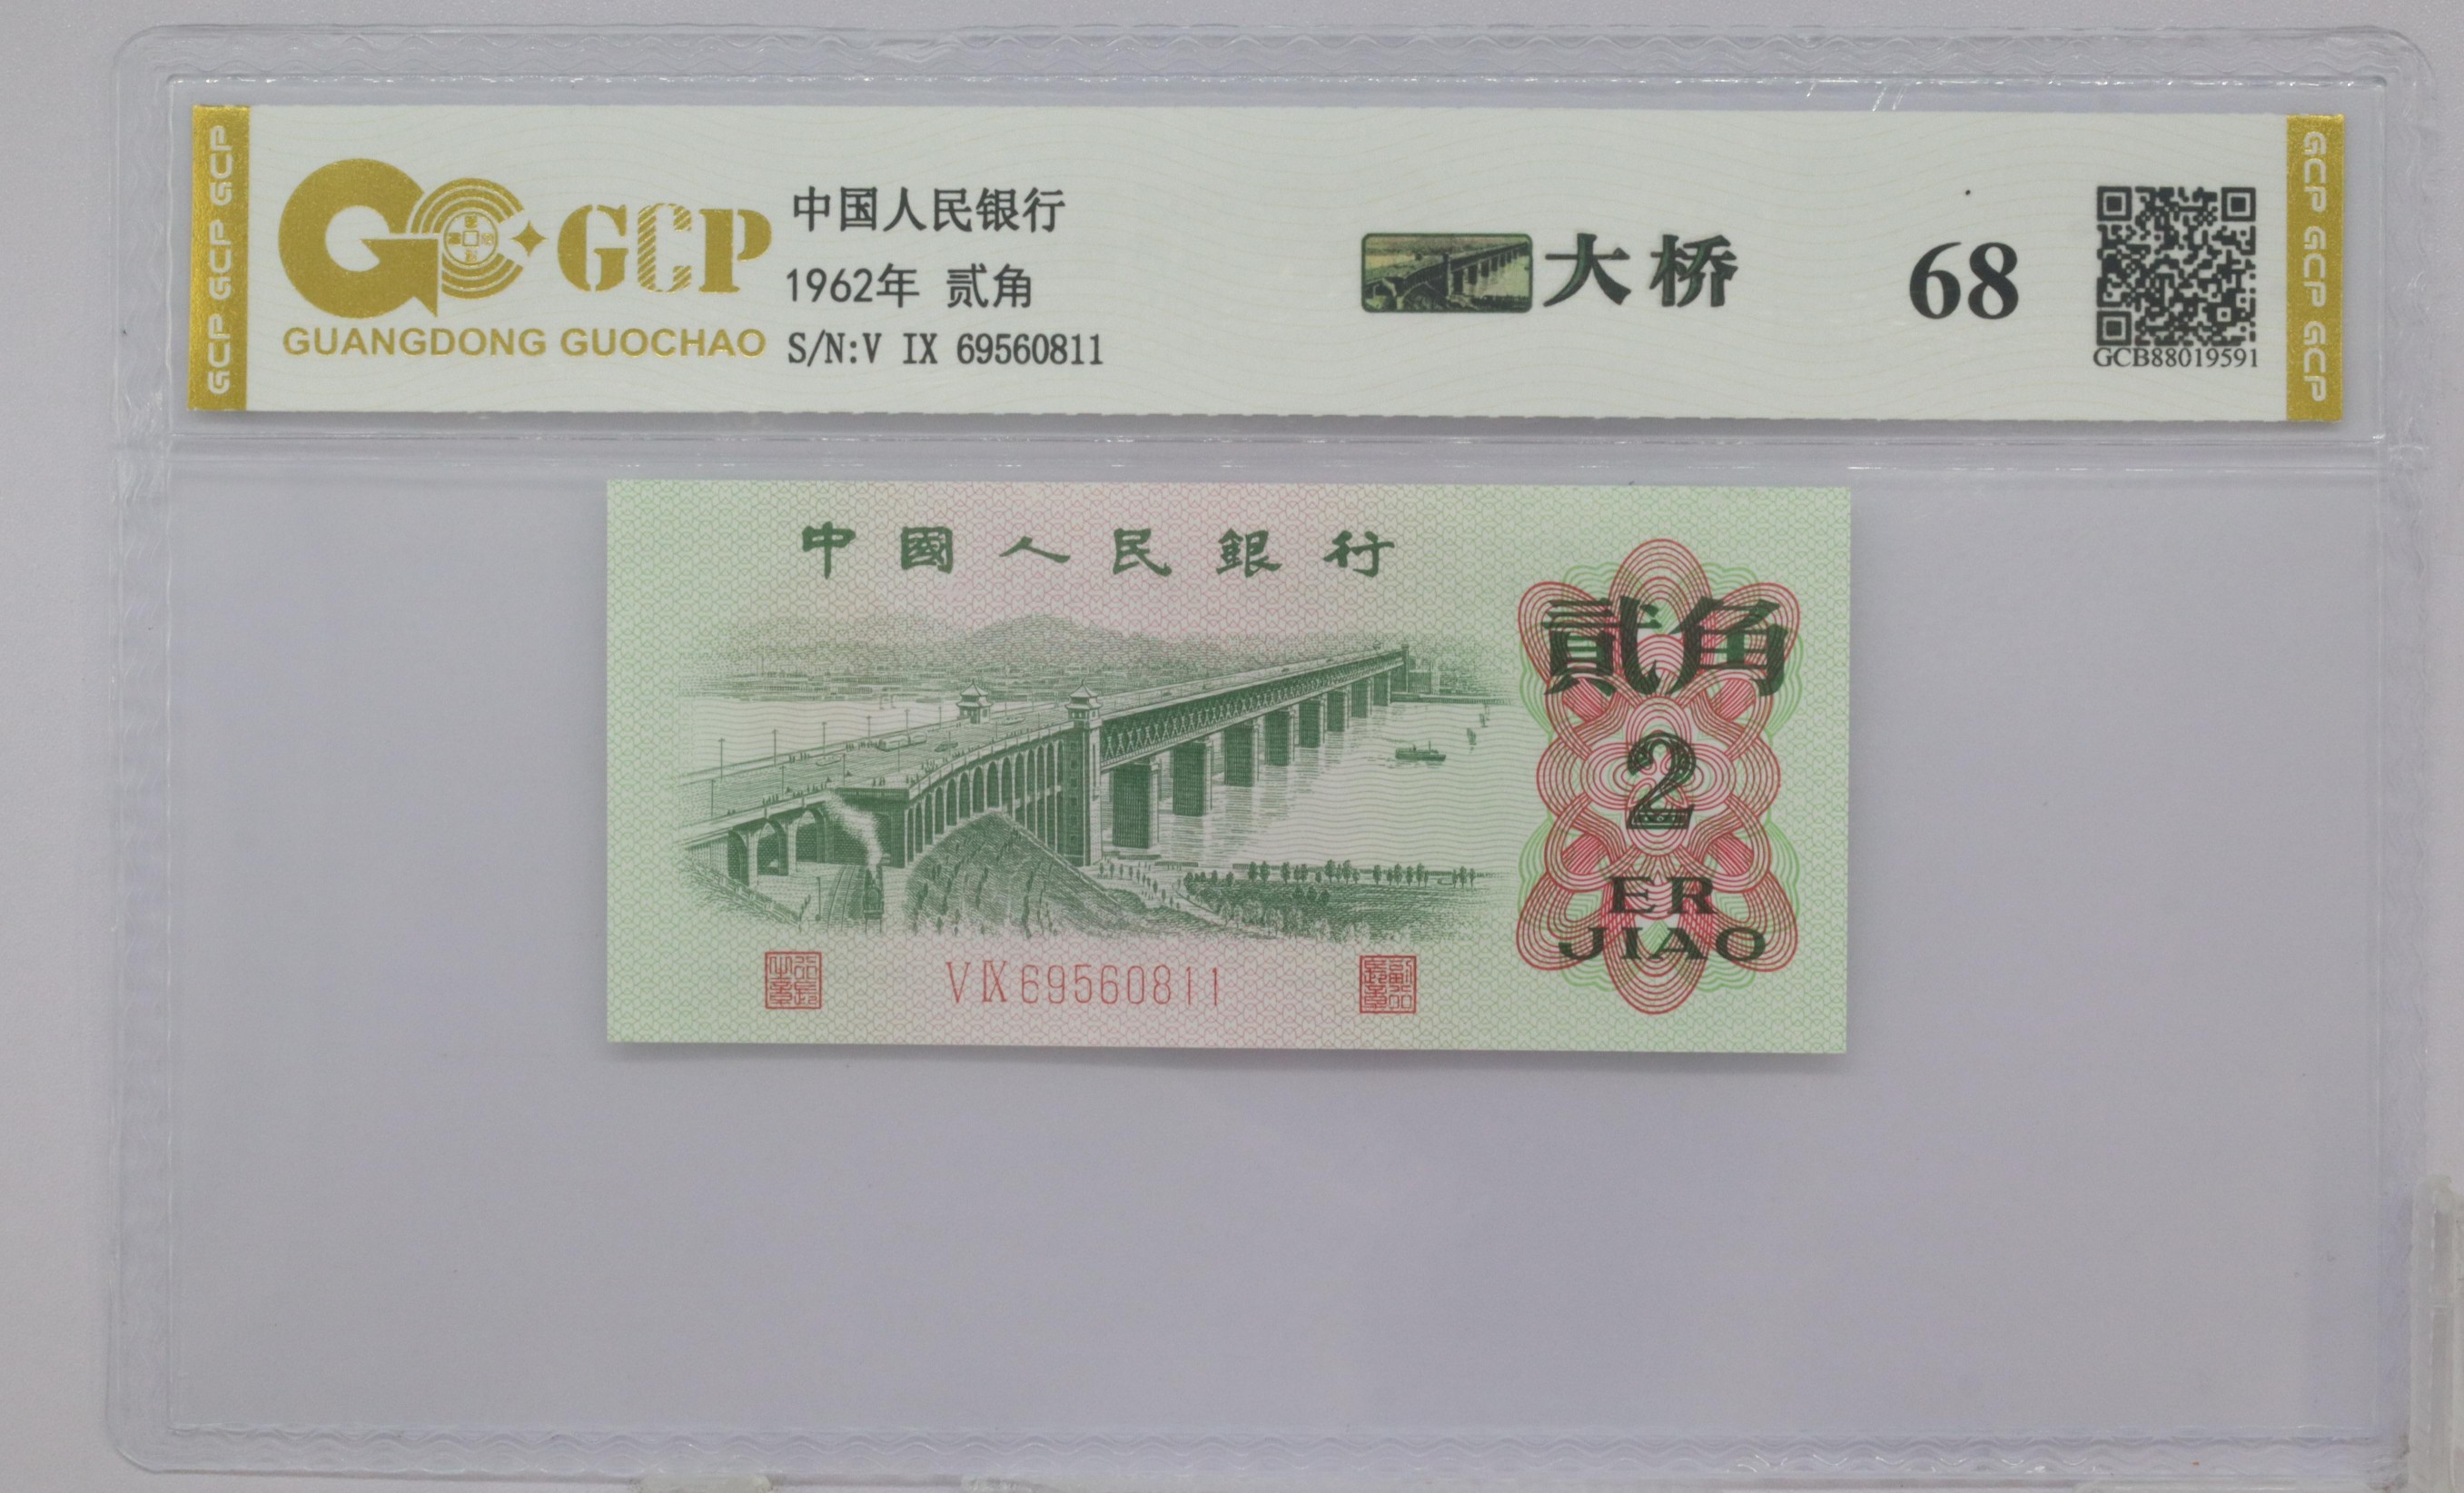 GCP GCP GCP
GCP
GUANGDONG GUOCHAO
中国人民银行
1962年 贰角
S/N:V IX 69560811
大桥
68
GCB88019591
GCP GCP GCP
中國人民銀行
貳角
2
ER
JIAO
VIX69560811